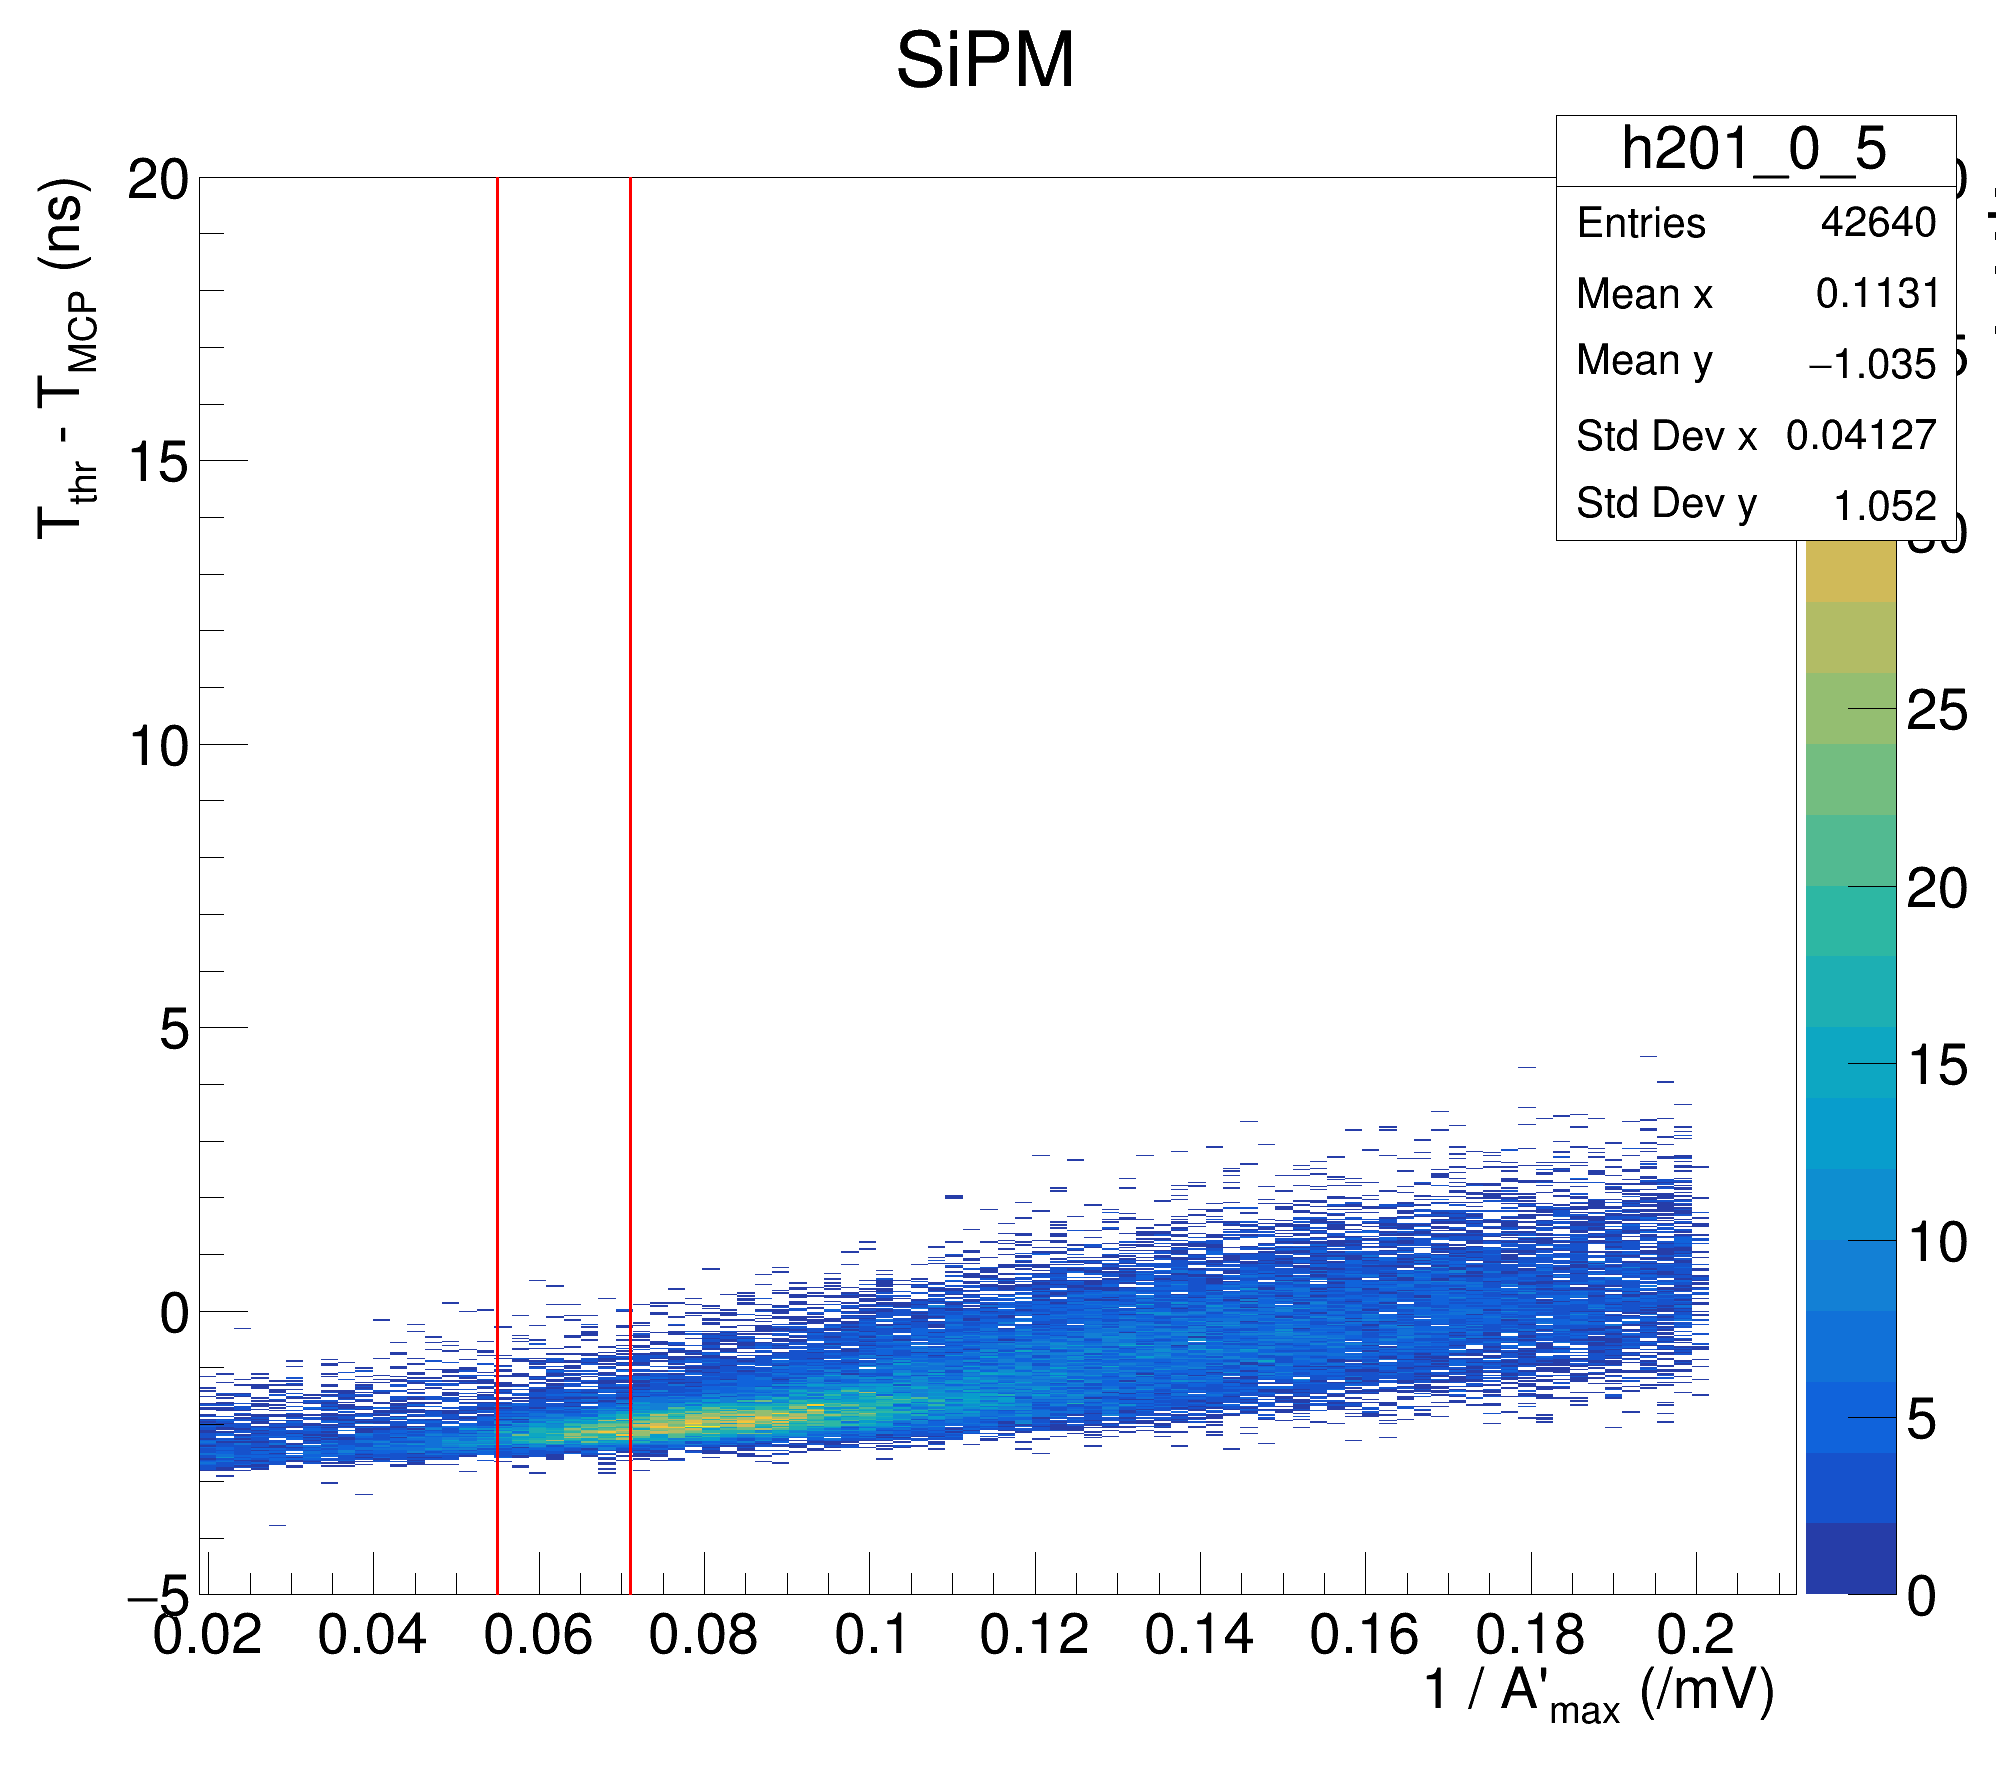 SiPM
h201_0_5
Entries 42640
Mean x 0.1131
Mean y −1.035
Std Dev x 0.04127
Std Dev y 1.052
T_thr - T_MCP (ns)
20
15
10
5
0
−5
0.02 0.04 0.06 0.08 0.1 0.12 0.14 0.16 0.18 0.2
1 / A'_max (/mV)
25
20
15
10
5
0